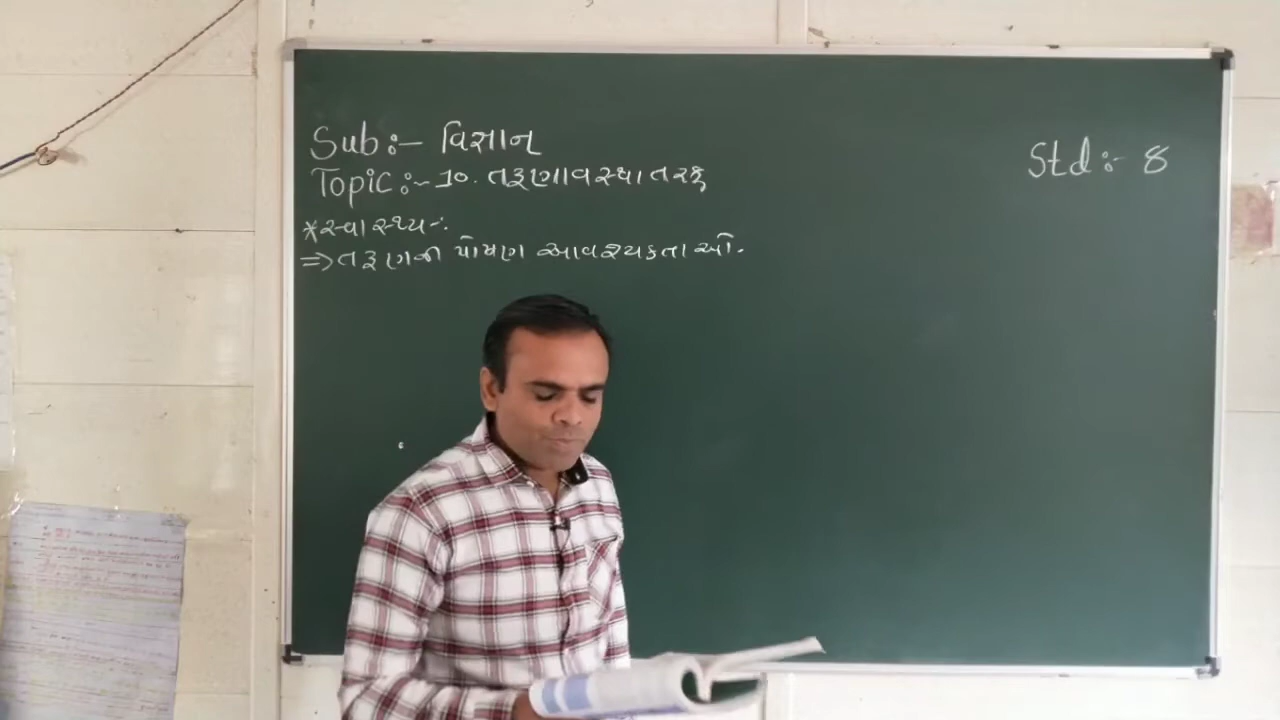 Sub:- વિજ્ઞાન
Std:- 8
Topic:- 10. તરુણાવસ્થા તરફ
*સ્વાસ્થ્ય-:
⇒ તરુણની પોષણ આવશ્યકતાઓ.